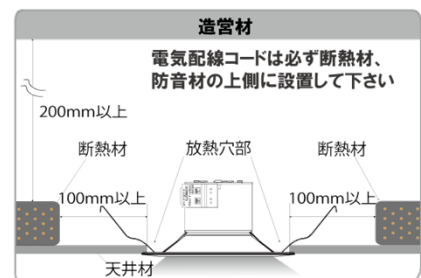 造営材
電気配線コードは必ず断熱材、
防音材の上側に設置して下さい
200mm以上
断熱材
放熱穴部
断熱材
100mm以上
100mm以上
天井材